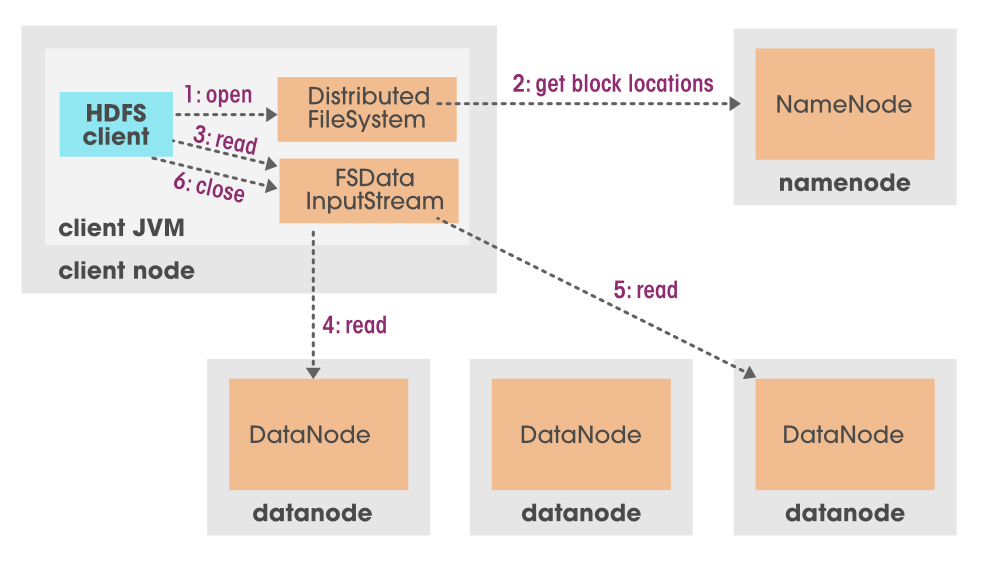 HDFS
client
1: open
Distributed
FileSystem
2: get block locations
NameNode
namenode
3: read
6: close
FSData
InputStream
client JVM
client node
4: read
5: read
DataNode
datanode
DataNode
datanode
DataNode
datanode